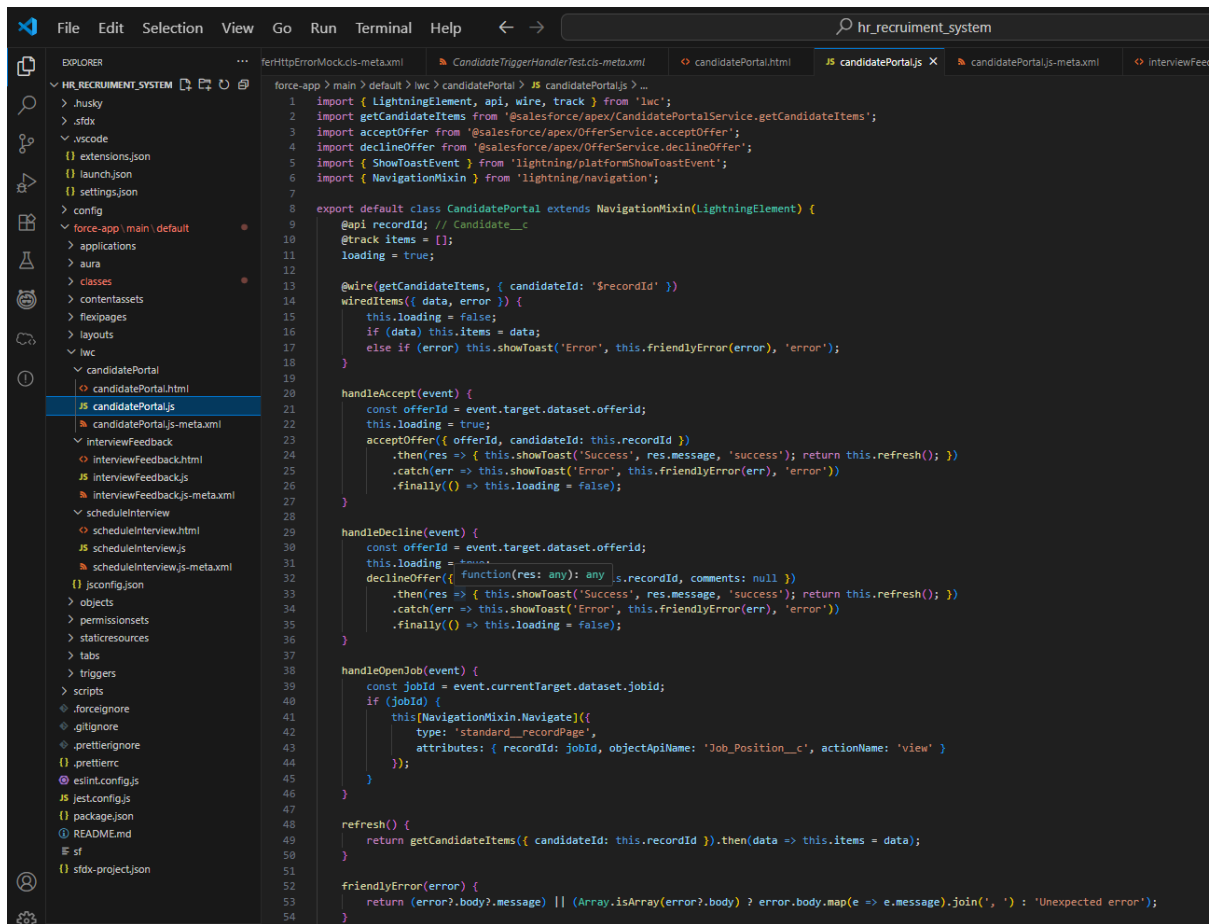 File Edit Selection View Go Run Terminal Help
hr_recruiment_system
EXPLORER
HR_RECRUIMENT_SYSTEM
.husky
.sfdx
.vscode
extensions.json
launch.json
settings.json
config
force-app\main\default
applications
aura
classes
contentassets
flexipages
layouts
lwc
candidatePortal
candidatePortal.html
JS candidatePortal.js
candidatePortal.js-meta.xml
interviewFeedback
interviewFeedback.html
JS interviewFeedback.js
interviewFeedback.js-meta.xml
scheduleInterview
scheduleInterview.html
JS scheduleInterview.js
scheduleInterview.js-meta.xml
{} jsconfig.json
objects
permissionsets
staticresources
tabs
triggers
scripts
.forceignore
.gitignore
.prettierignore
{} .prettierrc
eslint.config.js
JS jest.config.js
{} package.json
README.md
sf
{} sfdx-project.json
ferHttpErrorMock.cls-meta.xml CandidateTriggerHandlerTest.cls-meta.xml candidatePortal.html JS candidatePortal.js candidatePortal.js-meta.xml interviewFeed
force-app > main > default > lwc > candidatePortal > JS candidatePortal.js > ...
1 import { LightningElement, api, wire, track } from 'lwc';
2 import getCandidateItems from '@salesforce/apex/CandidatePortalService.getCandidateItems';
3 import acceptOffer from '@salesforce/apex/OfferService.acceptOffer';
4 import declineOffer from '@salesforce/apex/OfferService.declineOffer';
5 import { ShowToastEvent } from 'lightning/platformShowToastEvent';
6 import { NavigationMixin } from 'lightning/navigation';
7
8 export default class CandidatePortal extends NavigationMixin(LightningElement) {
9 @api recordId; // Candidate__c
10 @track items = [];
11 loading = true;
12
13 @wire(getCandidateItems, { candidateId: '$recordId' })
14 wiredItems({ data, error }) {
15 this.loading = false;
16 if (data) this.items = data;
17 else if (error) this.showToast('Error', this.friendlyError(error), 'error');
18 }
19
20 handleAccept(event) {
21 const offerId = event.target.dataset.offerid;
22 this.loading = true;
23 acceptOffer({ offerId, candidateId: this.recordId })
24 .then(res => { this.showToast('Success', res.message, 'success'); return this.refresh(); })
25 .catch(err => this.showToast('Error', this.friendlyError(err), 'error'))
26 .finally(() => this.loading = false);
27 }
28
29 handleDecline(event) {
30 const offerId = event.target.dataset.offerid;
31 this.loading =
function(res: any): any
32 declineOffer({ s.recordId, comments: null })
33 .then(res => { this.showToast('Success', res.message, 'success'); return this.refresh(); })
34 .catch(err => this.showToast('Error', this.friendlyError(err), 'error'))
35 .finally(() => this.loading = false);
36 }
37
38 handleOpenJob(event) {
39 const jobId = event.currentTarget.dataset.jobid;
40 if (jobId) {
41 this[NavigationMixin.Navigate]({
42 type: 'standard__recordPage',
43 attributes: { recordId: jobId, objectApiName: 'Job_Position__c', actionName: 'view' }
44 });
45 }
46 }
47
48 refresh() {
49 return getCandidateItems({ candidateId: this.recordId }).then(data => this.items = data);
50 }
51
52 friendlyError(error) {
53 return (error?.body?.message) || (Array.isArray(error?.body) ? error.body.map(e => e.message).join(', ') : 'Unexpected error');
54 }